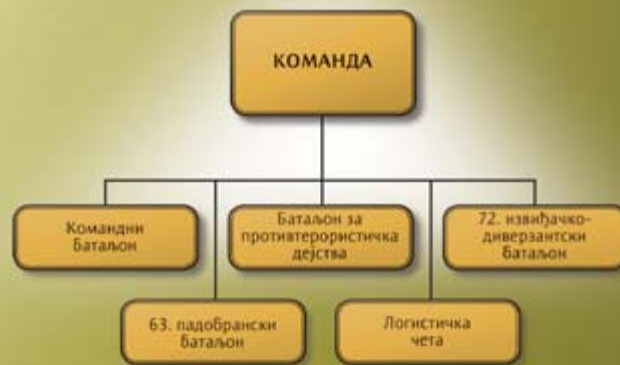 КОМАНДА
Командни
батаљон
Батаљон за
противтерористичка
дејства
72. извиђачко-
диверзантски
батаљон
63. падобрански
батаљон
Логистичка
чета